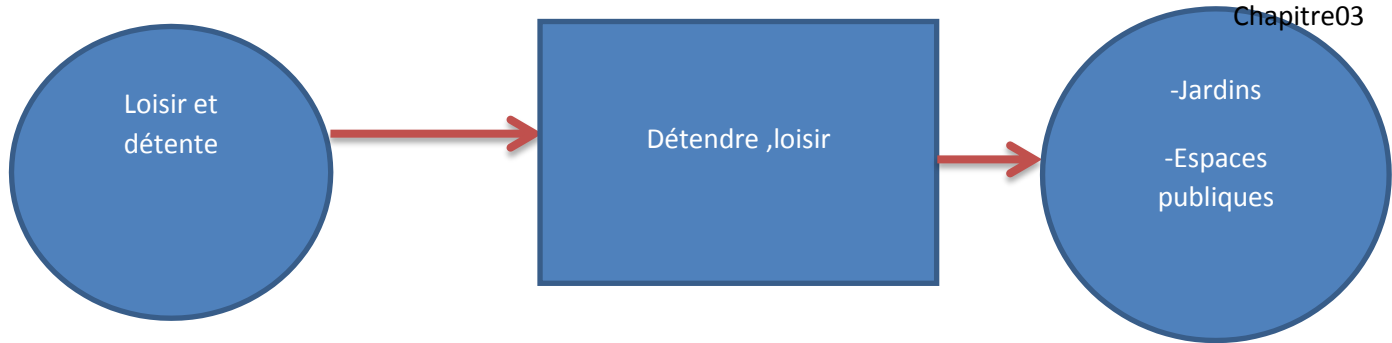 Chapitre03
Loisir et
détente
Détendre ,loisir
-Jardins
-Espaces
publiques